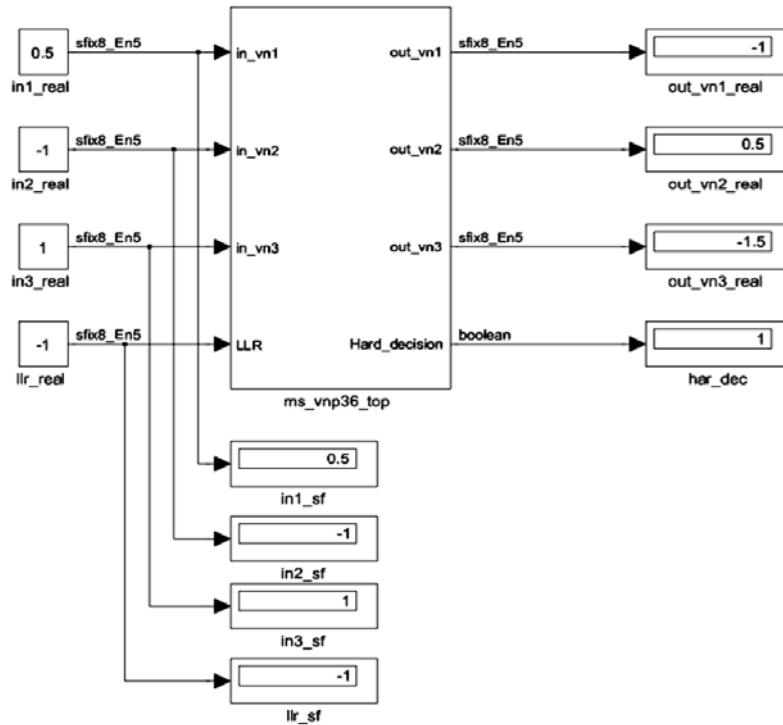 0.5
sfix8_En5
in1_real
in_vn1
out_vn1
sfix8_En5
-1
out_vn1_real
-1
sfix8_En5
in2_real
in_vn2
out_vn2
sfix8_En5
0.5
out_vn2_real
1
sfix8_En5
in3_real
in_vn3
out_vn3
sfix8_En5
-1.5
out_vn3_real
-1
sfix8_En5
llr_real
LLR
Hard_decision
boolean
1
har_dec
ms_vnp36_top
0.5
in1_sf
-1
in2_sf
1
in3_sf
-1
llr_sf